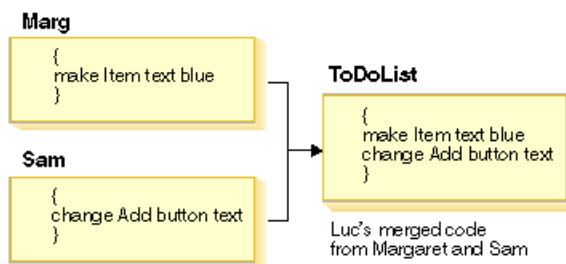 Marg
{
make Item text blue
}
Sam
{
change Add button text
}
ToDoList
{
make Item text blue
change Add button text
}
Luc's merged code
from Margaret and Sam